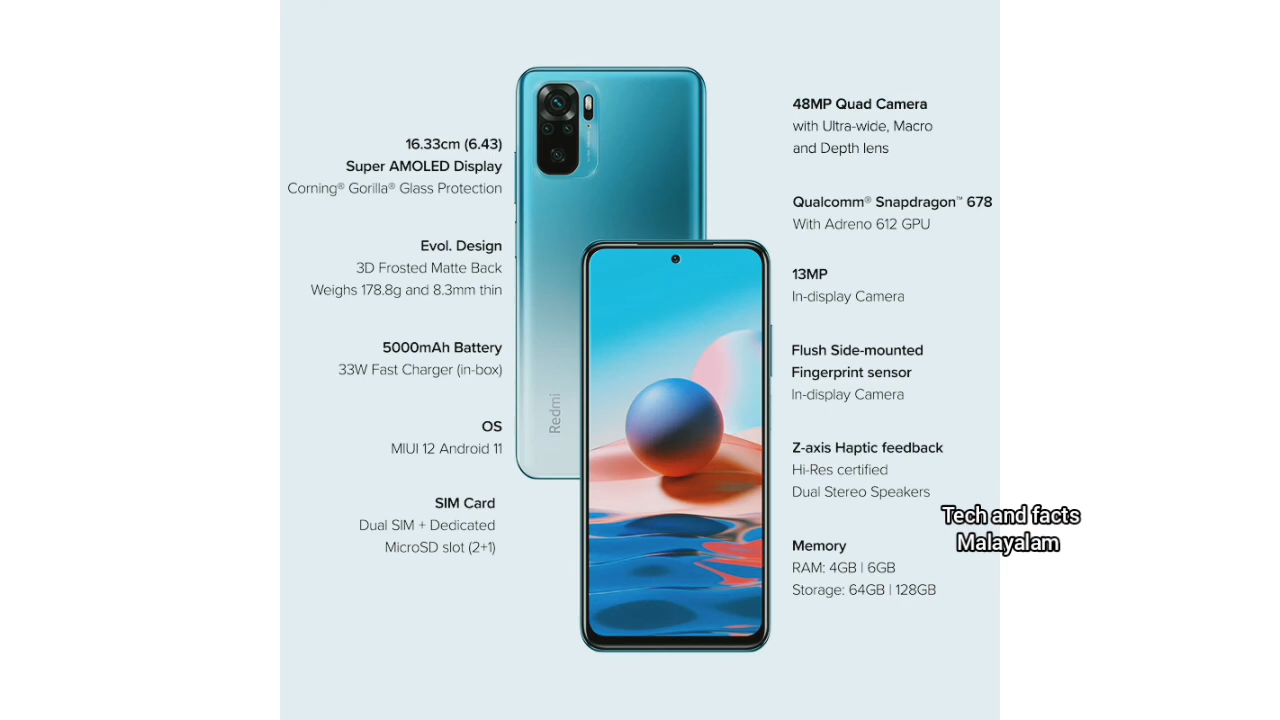 16.33cm (6.43)
Super AMOLED Display
Corning® Gorilla® Glass Protection
Evol. Design
3D Frosted Matte Back
Weighs 178.8g and 8.3mm thin
5000mAh Battery
33W Fast Charger (in-box)
OS
MIUI 12 Android 11
SIM Card
Dual SIM + Dedicated
MicroSD slot (2+1)
Redmi
48MP Quad Camera
with Ultra-wide, Macro
and Depth lens
Qualcomm® Snapdragon™ 678
With Adreno 612 GPU
13MP
In-display Camera
Flush Side-mounted
Fingerprint sensor
In-display Camera
Z-axis Haptic feedback
Hi-Res certified
Dual Stereo Speakers
Memory
RAM: 4GB | 6GB
Storage: 64GB | 128GB
Tech and facts
Malayalam